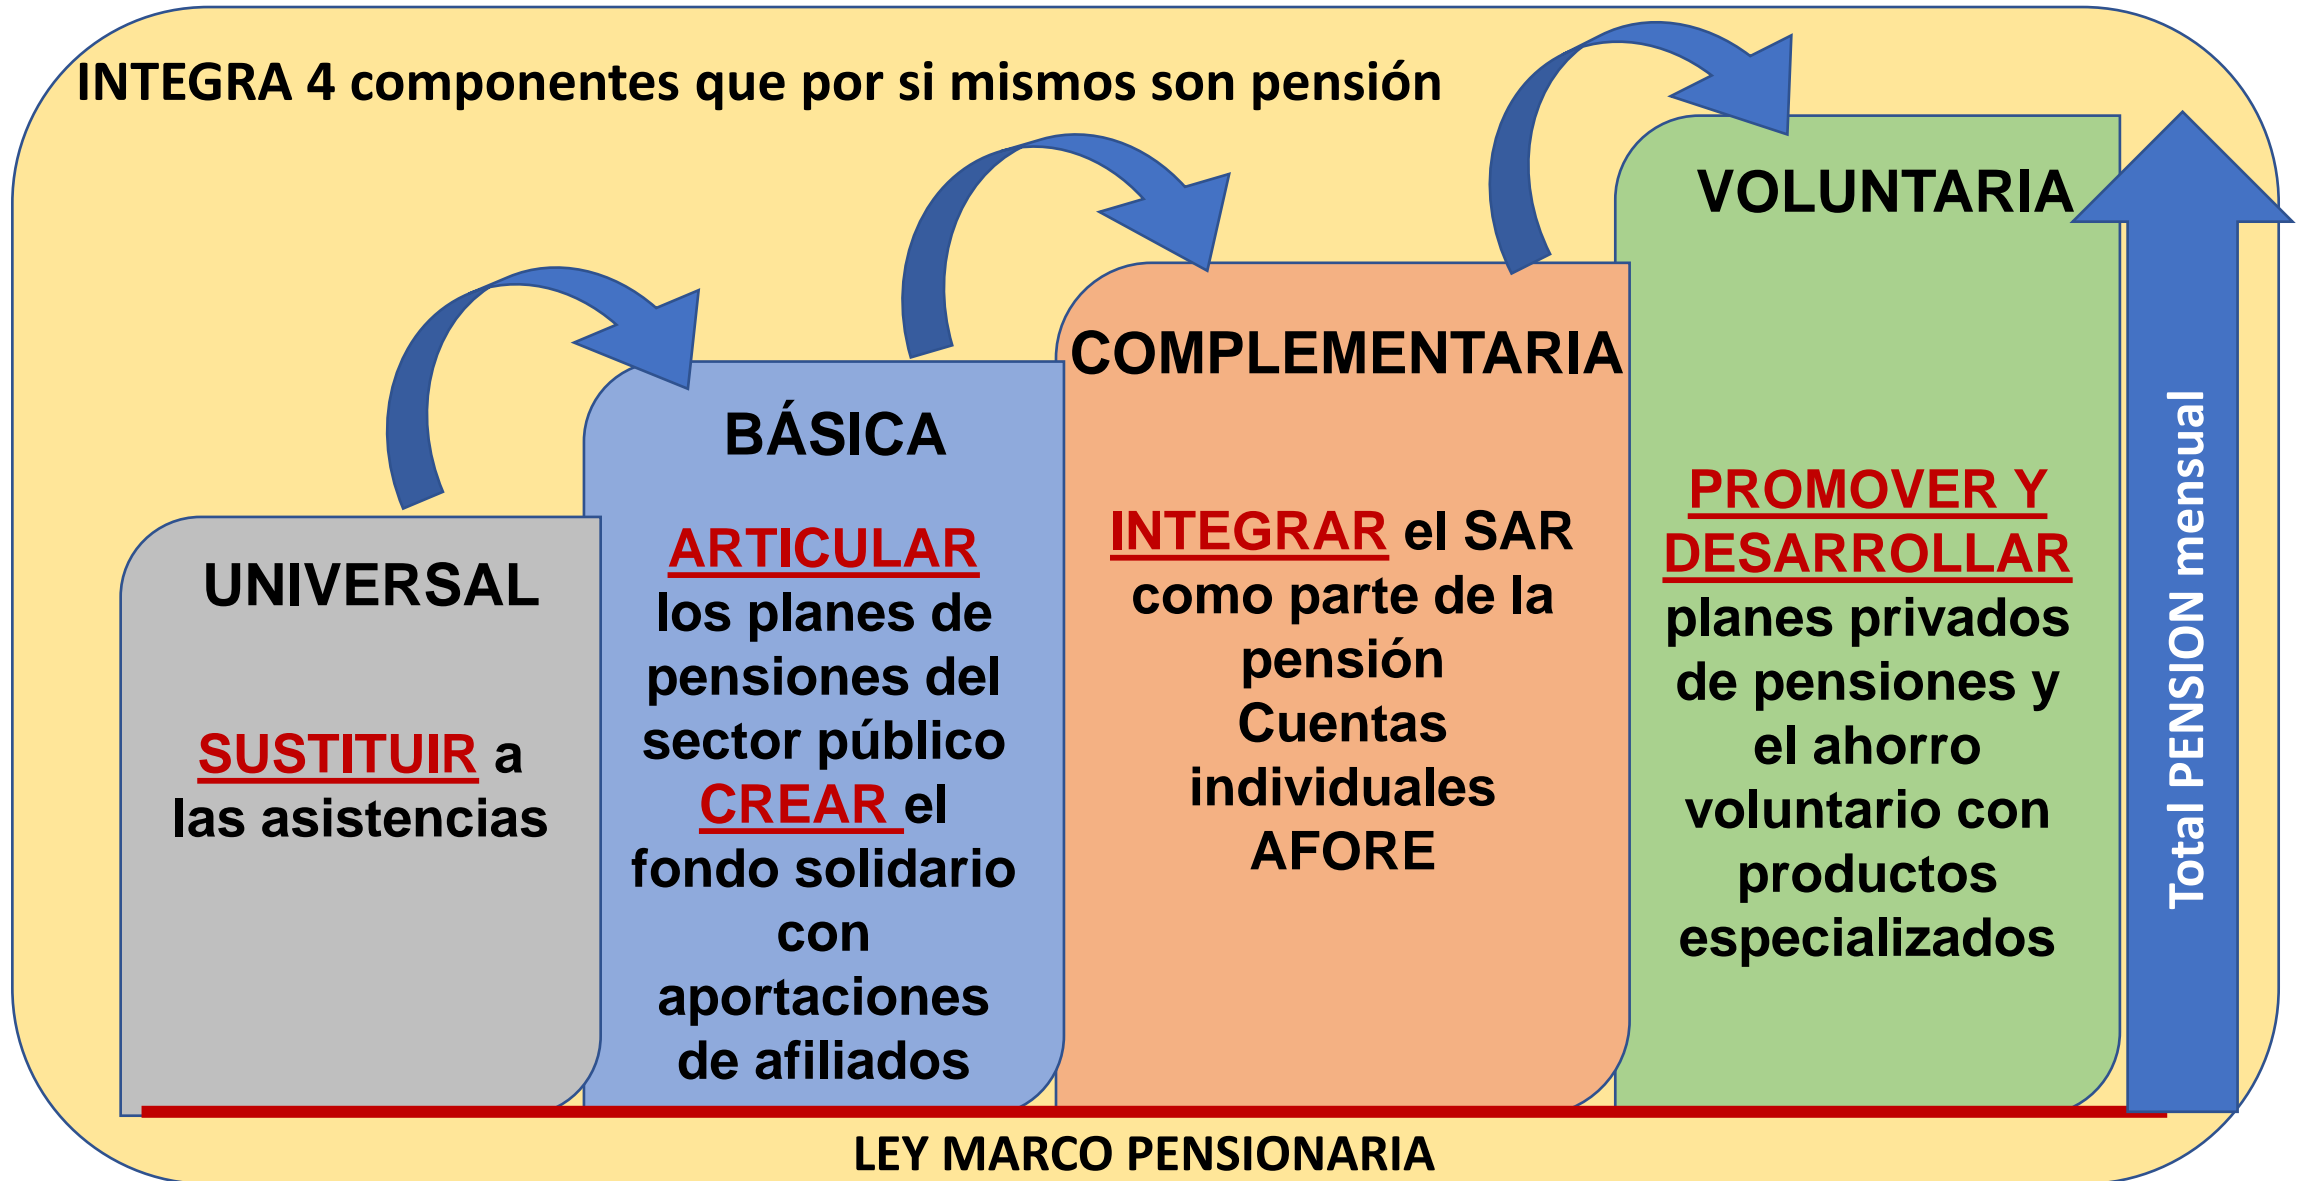 INTEGRA 4 componentes que por si mismos son pensión
UNIVERSAL
SUSTITUIR a
las asistencias
BÁSICA
ARTICULAR
los planes de
pensiones del
sector público
CREAR el
fondo solidario
con
aportaciones
de afiliados
COMPLEMENTARIA
INTEGRAR el SAR
como parte de la
pensión
Cuentas
individuales
AFORE
VOLUNTARIA
PROMOVER Y
DESARROLLAR
planes privados
de pensiones y
el ahorro
voluntario con
productos
especializados
Total PENSION mensual
LEY MARCO PENSIONARIA